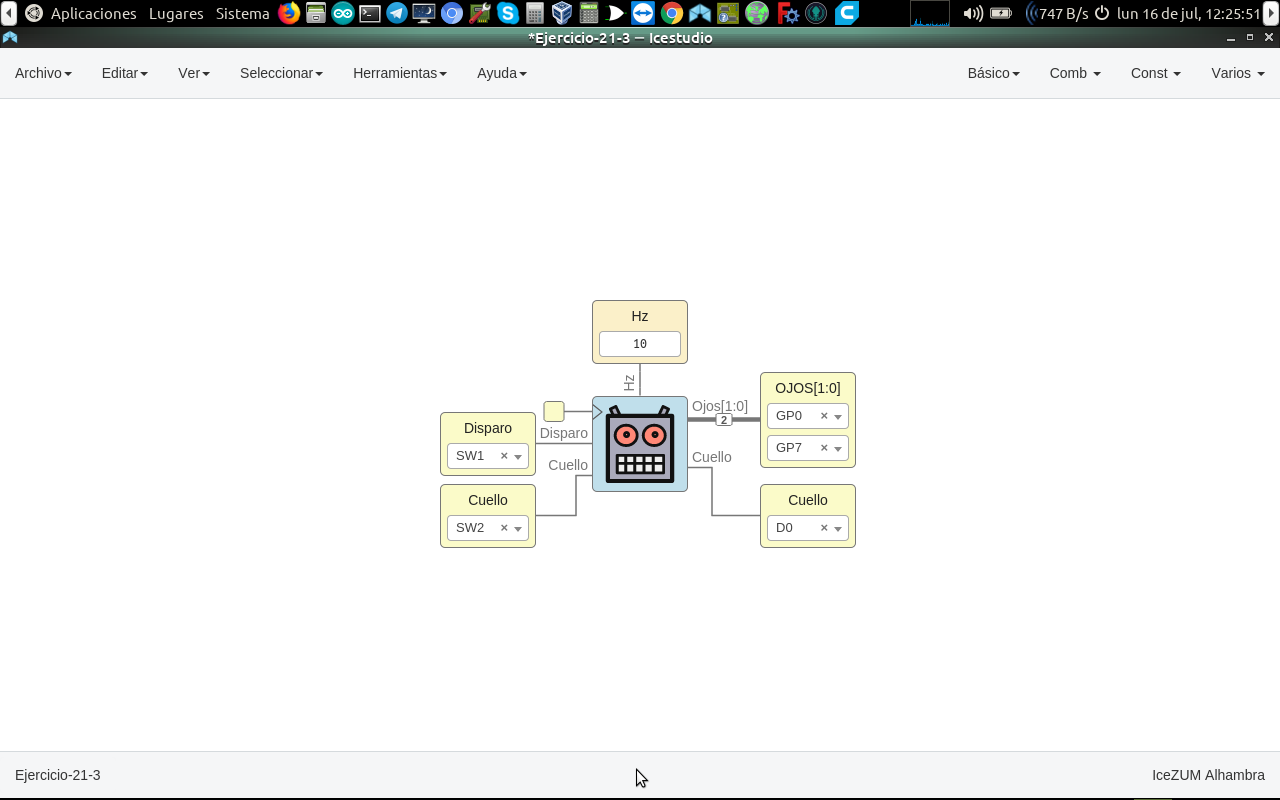 Aplicaciones Lugares Sistema 747 B/s lun 16 de jul, 12:25:51
*Ejercicio-21-3 — Icestudio
Archivo Editar Ver Seleccionar Herramientas Ayuda Básico Comb Const Varios
Hz
10
Hz
Disparo
SW1 ×
Disparo
Cuello
Cuello
SW2 ×
Ojos[1:0]
2
Cuello
OJOS[1:0]
GP0 ×
GP7 ×
Cuello
D0 ×
Ejercicio-21-3 IceZUM Alhambra